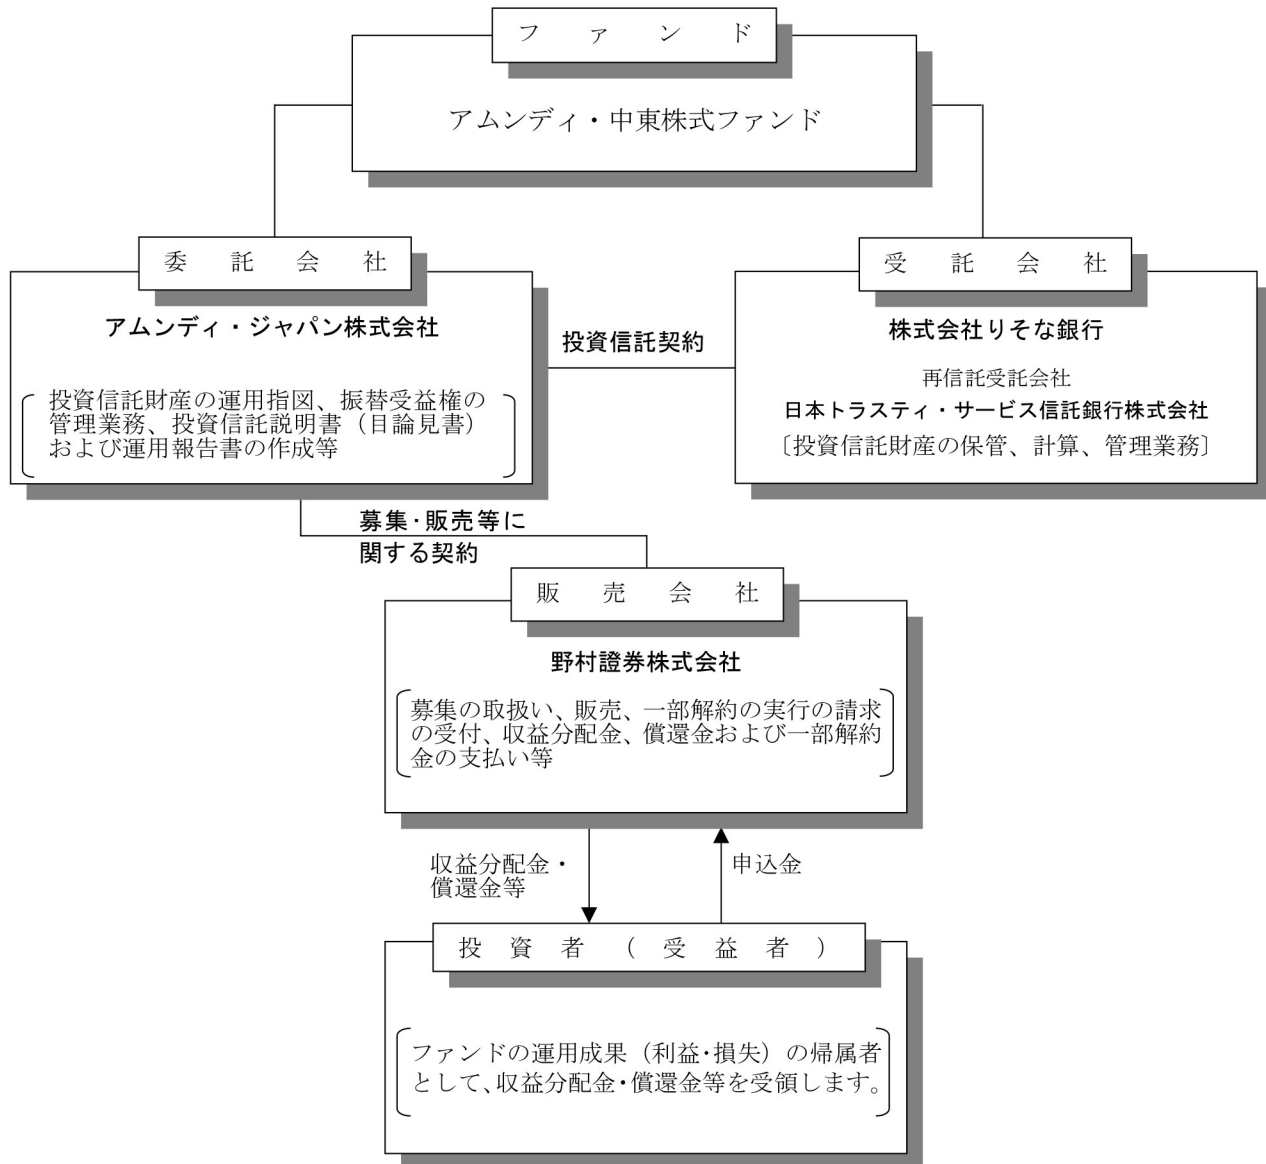 ファンド
アムンディ・中東株式ファンド
委託会社
アムンディ・ジャパン株式会社
投資信託財産の運用指図、振替受益権の
管理業務、投資信託説明書（目論見書）
および運用報告書の作成等
投資信託契約
受託会社
株式会社りそな銀行
再信託受託会社
日本トラスティ・サービス信託銀行株式会社
〔投資信託財産の保管、計算、管理業務〕
募集・販売等に
関する契約
販売会社
野村證券株式会社
募集の取扱い、販売、一部解約の実行の請求
の受付、収益分配金、償還金および一部解約
金の支払い等
収益分配金・
償還金等
申込金
投資者（受益者）
ファンドの運用成果（利益・損失）の帰属者
として、収益分配金・償還金等を受領します。